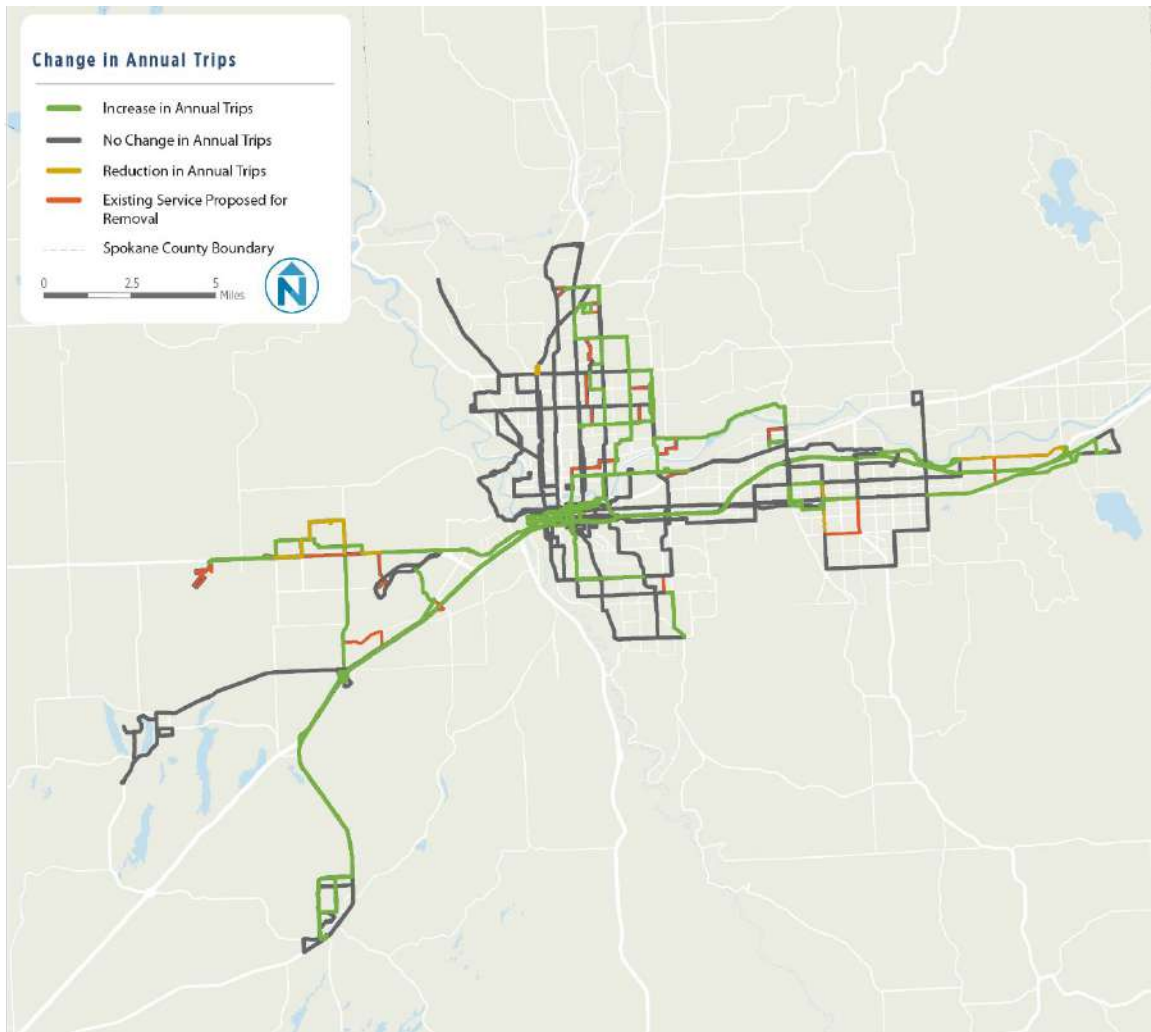 Change in Annual Trips
Increase in Annual Trips
No Change in Annual Trips
Reduction in Annual Trips
Existing Service Proposed for
Removal
Spokane County Boundary
0 2.5 5
Miles
N